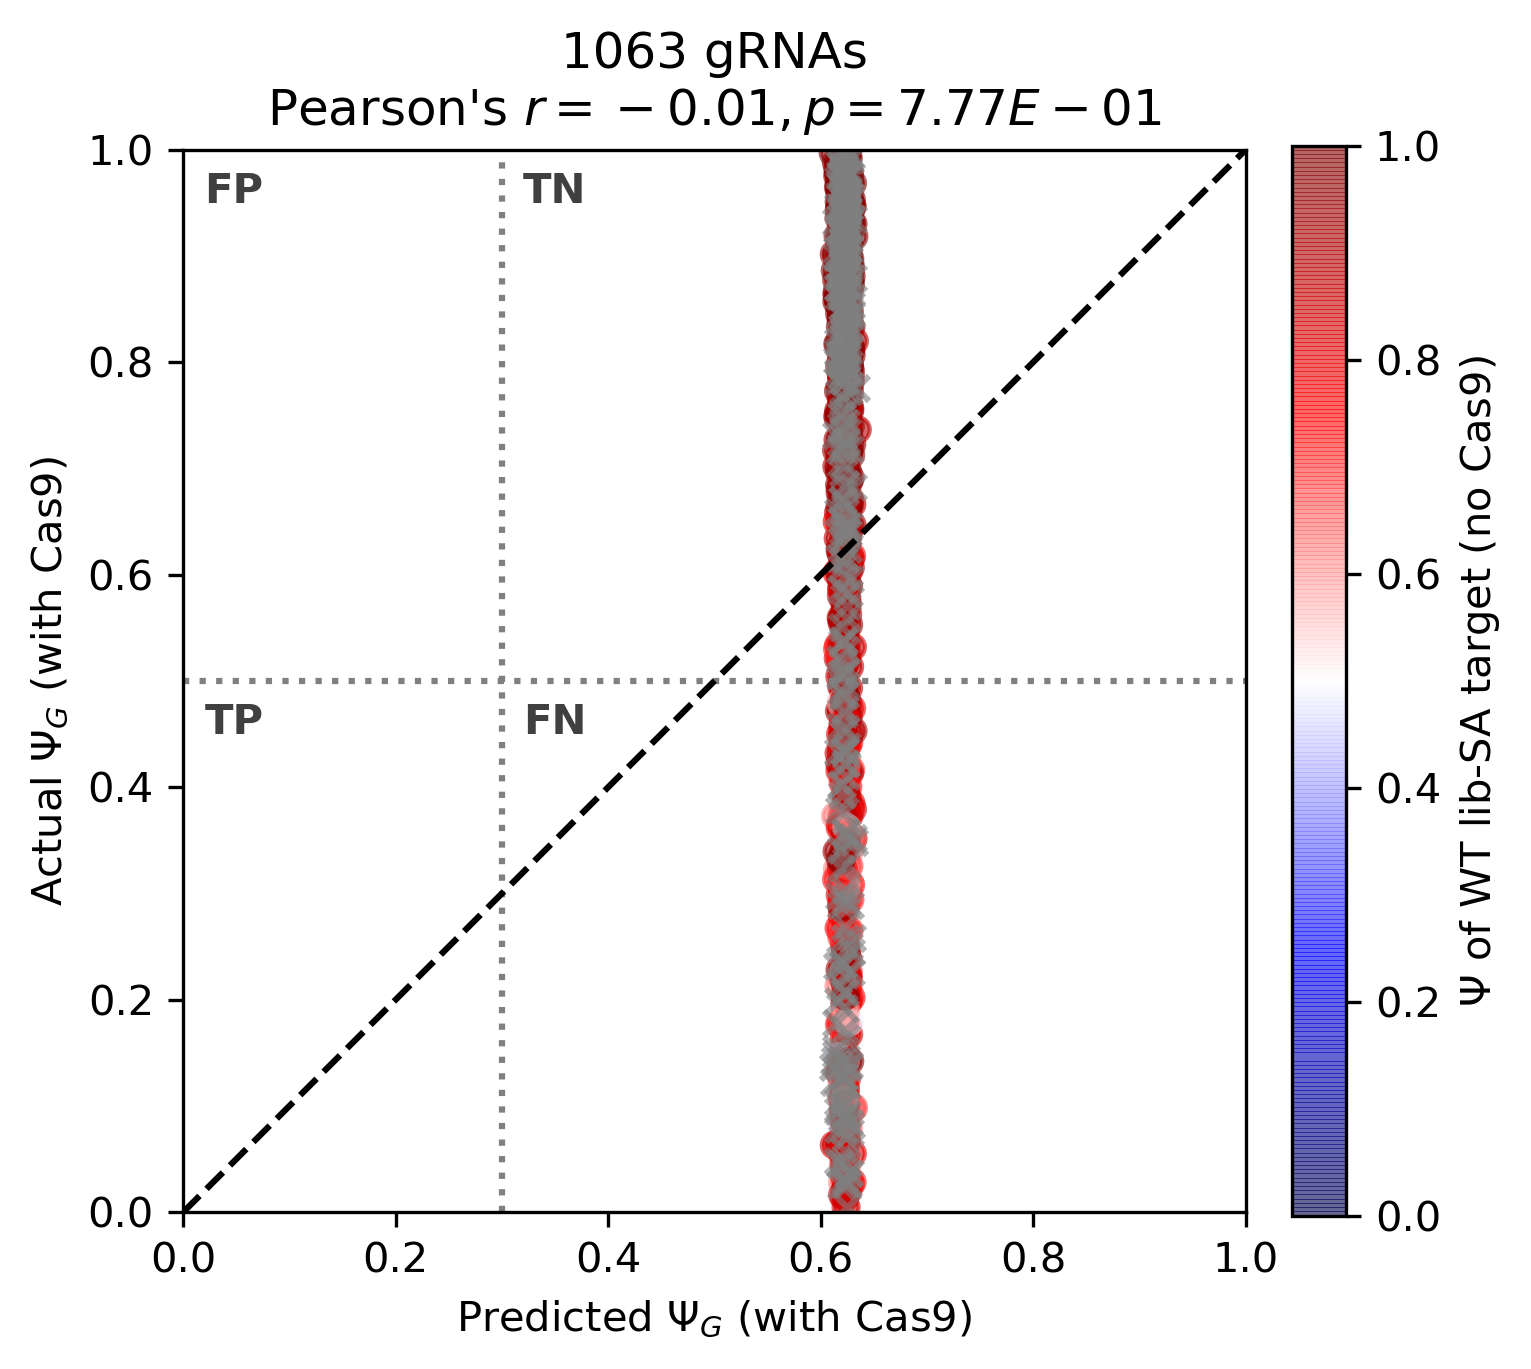 1063 gRNAs
Pearson's r = −0.01, p = 7.77E − 01
FP
TN
TP
FN
1.0
0.8
0.6
0.4
0.2
0.0
Actual Ψ_G (with Cas9)
0.0 0.2 0.4 0.6 0.8 1.0
Predicted Ψ_G (with Cas9)
1.0
0.8
0.6
0.4
0.2
0.0
Ψ of WT lib-SA target (no Cas9)